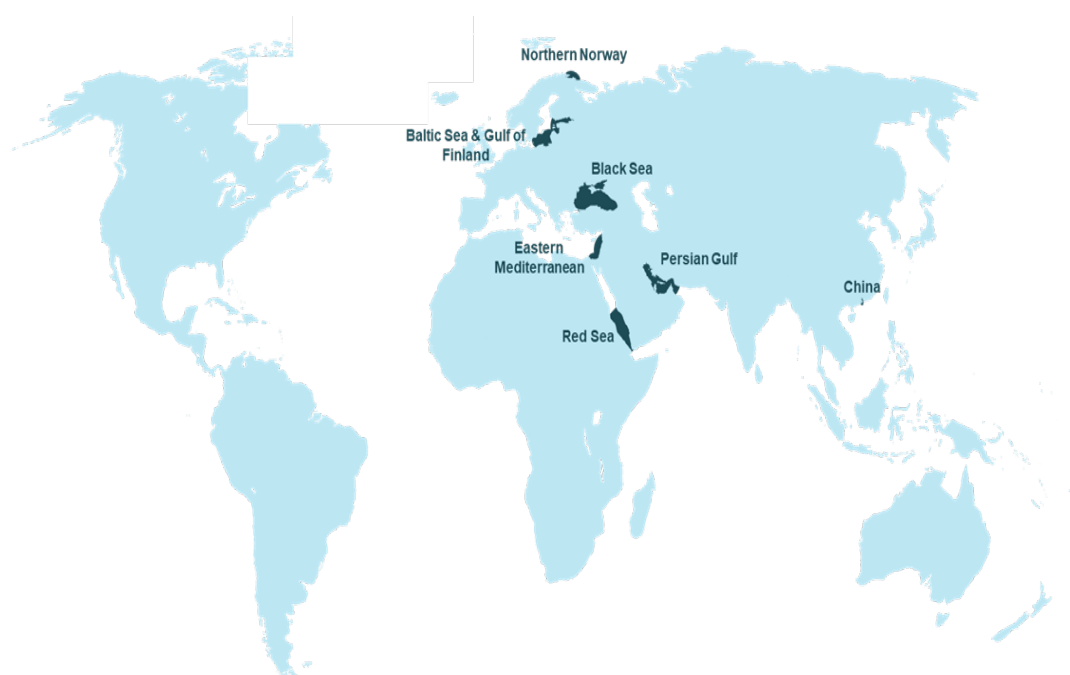 Northern Norway
Baltic Sea & Gulf of
Finland
Black Sea
Eastern
Mediterranean
Persian Gulf
China
Red Sea